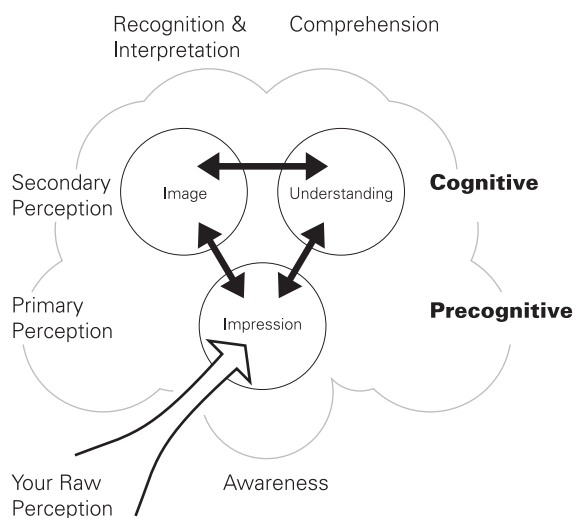 Recognition &
Interpretation
Comprehension
Secondary
Perception
Image
Understanding
Cognitive
Primary
Perception
Impression
Precognitive
Your Raw
Perception
Awareness